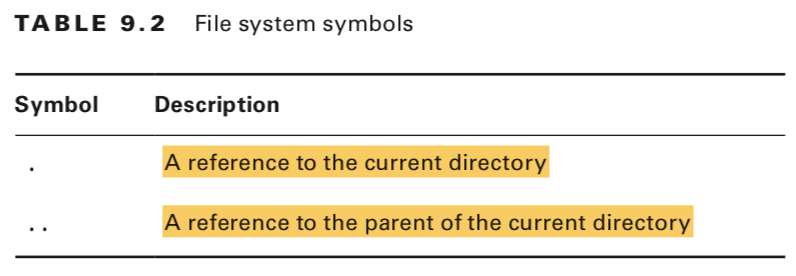 TABLE 9.2 File system symbols
Symbol Description
. A reference to the current directory
.. A reference to the parent of the current directory